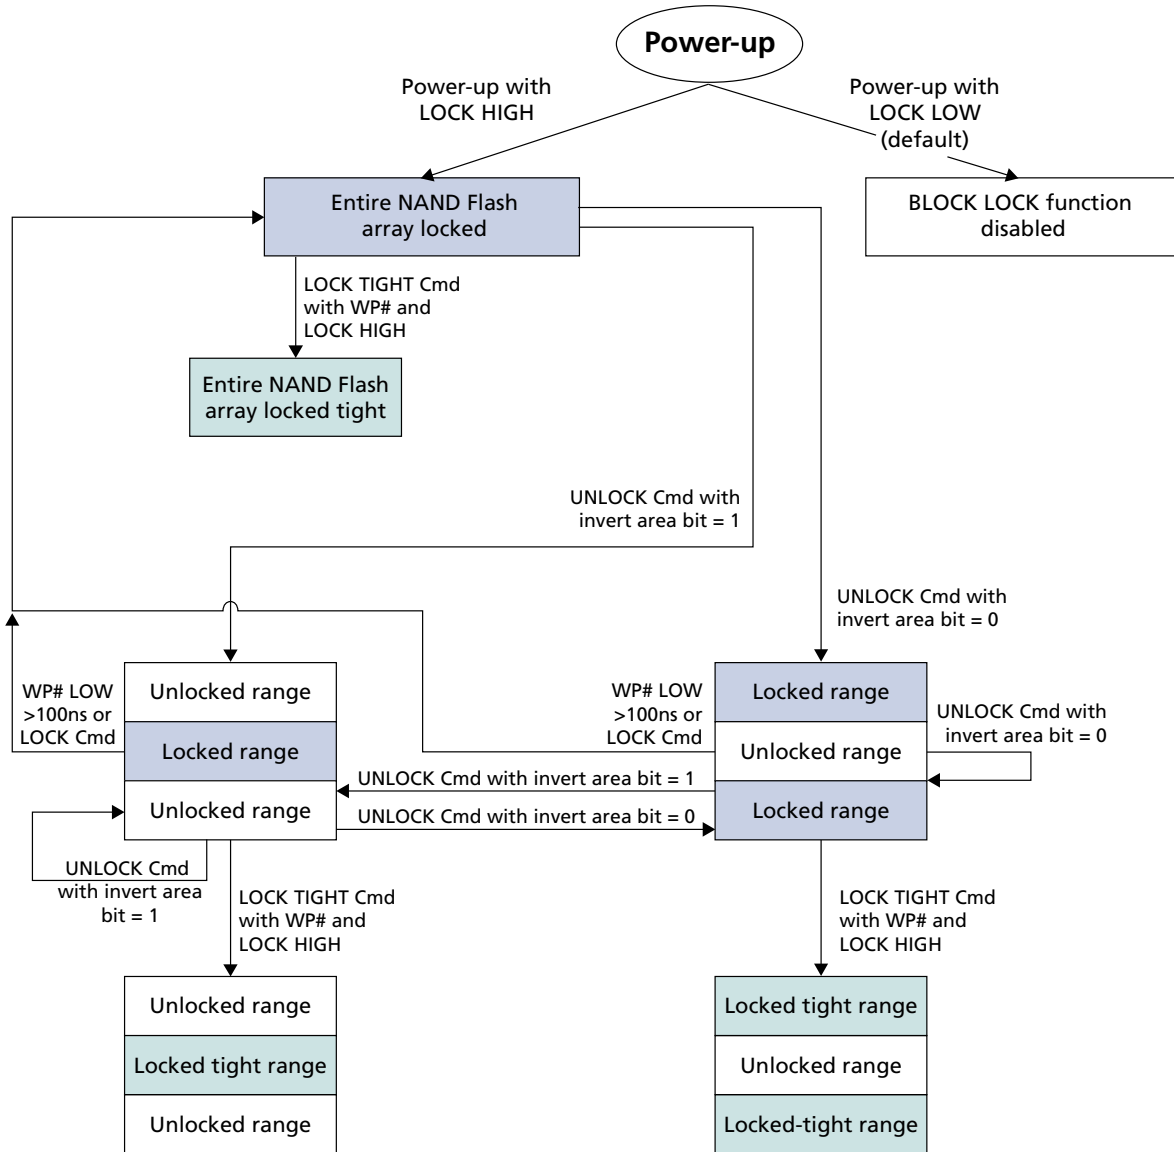 Power-up
Power-up with
LOCK HIGH
Power-up with
LOCK LOW
(default)
Entire NAND Flash
array locked
BLOCK LOCK function
disabled
LOCK TIGHT Cmd
with WP# and
LOCK HIGH
Entire NAND Flash
array locked tight
UNLOCK Cmd with
invert area bit = 1
UNLOCK Cmd with
invert area bit = 0
WP# LOW
>100ns or
LOCK Cmd
Unlocked range
Locked range
Unlocked range
WP# LOW
>100ns or
LOCK Cmd
Locked range
Unlocked range
Locked range
UNLOCK Cmd with
invert area bit = 0
UNLOCK Cmd with invert area bit = 1
UNLOCK Cmd with invert area bit = 0
UNLOCK Cmd
with invert area
bit = 1
LOCK TIGHT Cmd
with WP# and
LOCK HIGH
LOCK TIGHT Cmd
with WP# and
LOCK HIGH
Unlocked range
Locked tight range
Unlocked range
Locked tight range
Unlocked range
Locked-tight range